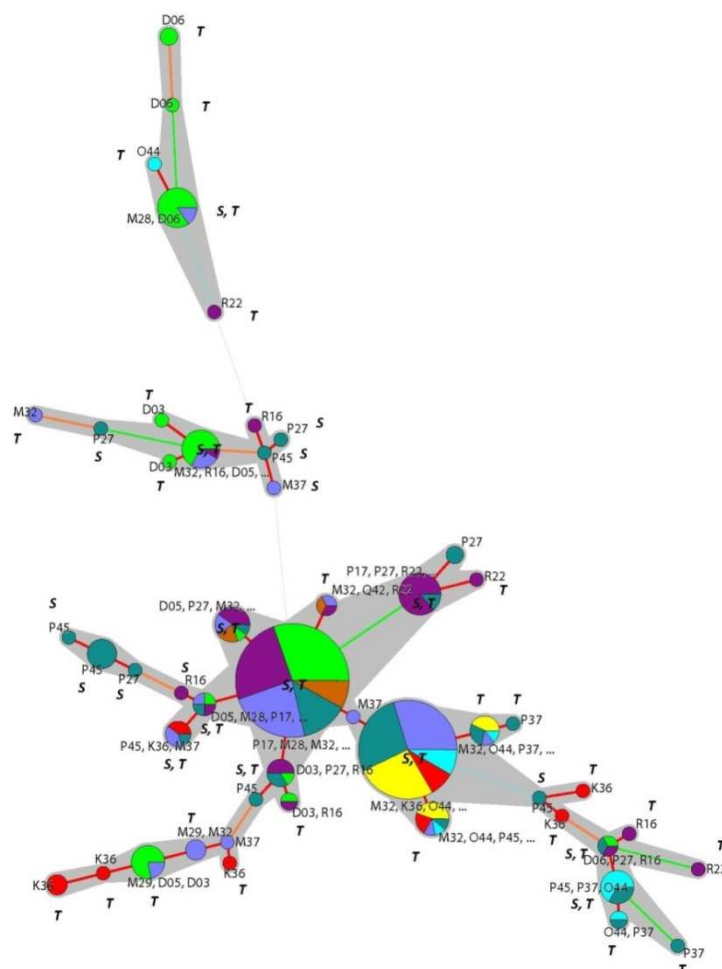 D06
T
D06
T
O44
T
M28, D06
S, T
R22
T
T
D03
T
R16
P27
S
M32
T
P27
S
S, T
P45
S
D03
T
M32, R16, D05, ...
M37
S
P27
P17, P27, R22, ...
R22
T
S, T
T
M32, Q42, R22
D05, P27, M32, ...
S, T
S
P45
P45
S
P27
S
S
R16
S, T
D05, M28, P17, ...
S, T
P45, K36, M37
S, T
M37
P17, M28, M32, ...
T
T
P37
M32, O44, P37, ...
S, T
S, T
D03, P27, R16
M32, K36, O44, ...
S
K36
T
P45
K36
T
P45
D03, R16
T
M32, O44, P45, ...
T
T
R16
S, T
D06, P27, R16
T
R22
T
M29, M32
M37
K36
T
K36
K36
M29, D05, D03
T
T
T
P45, P37, O44
S, T
O44, P37
T
P37
T